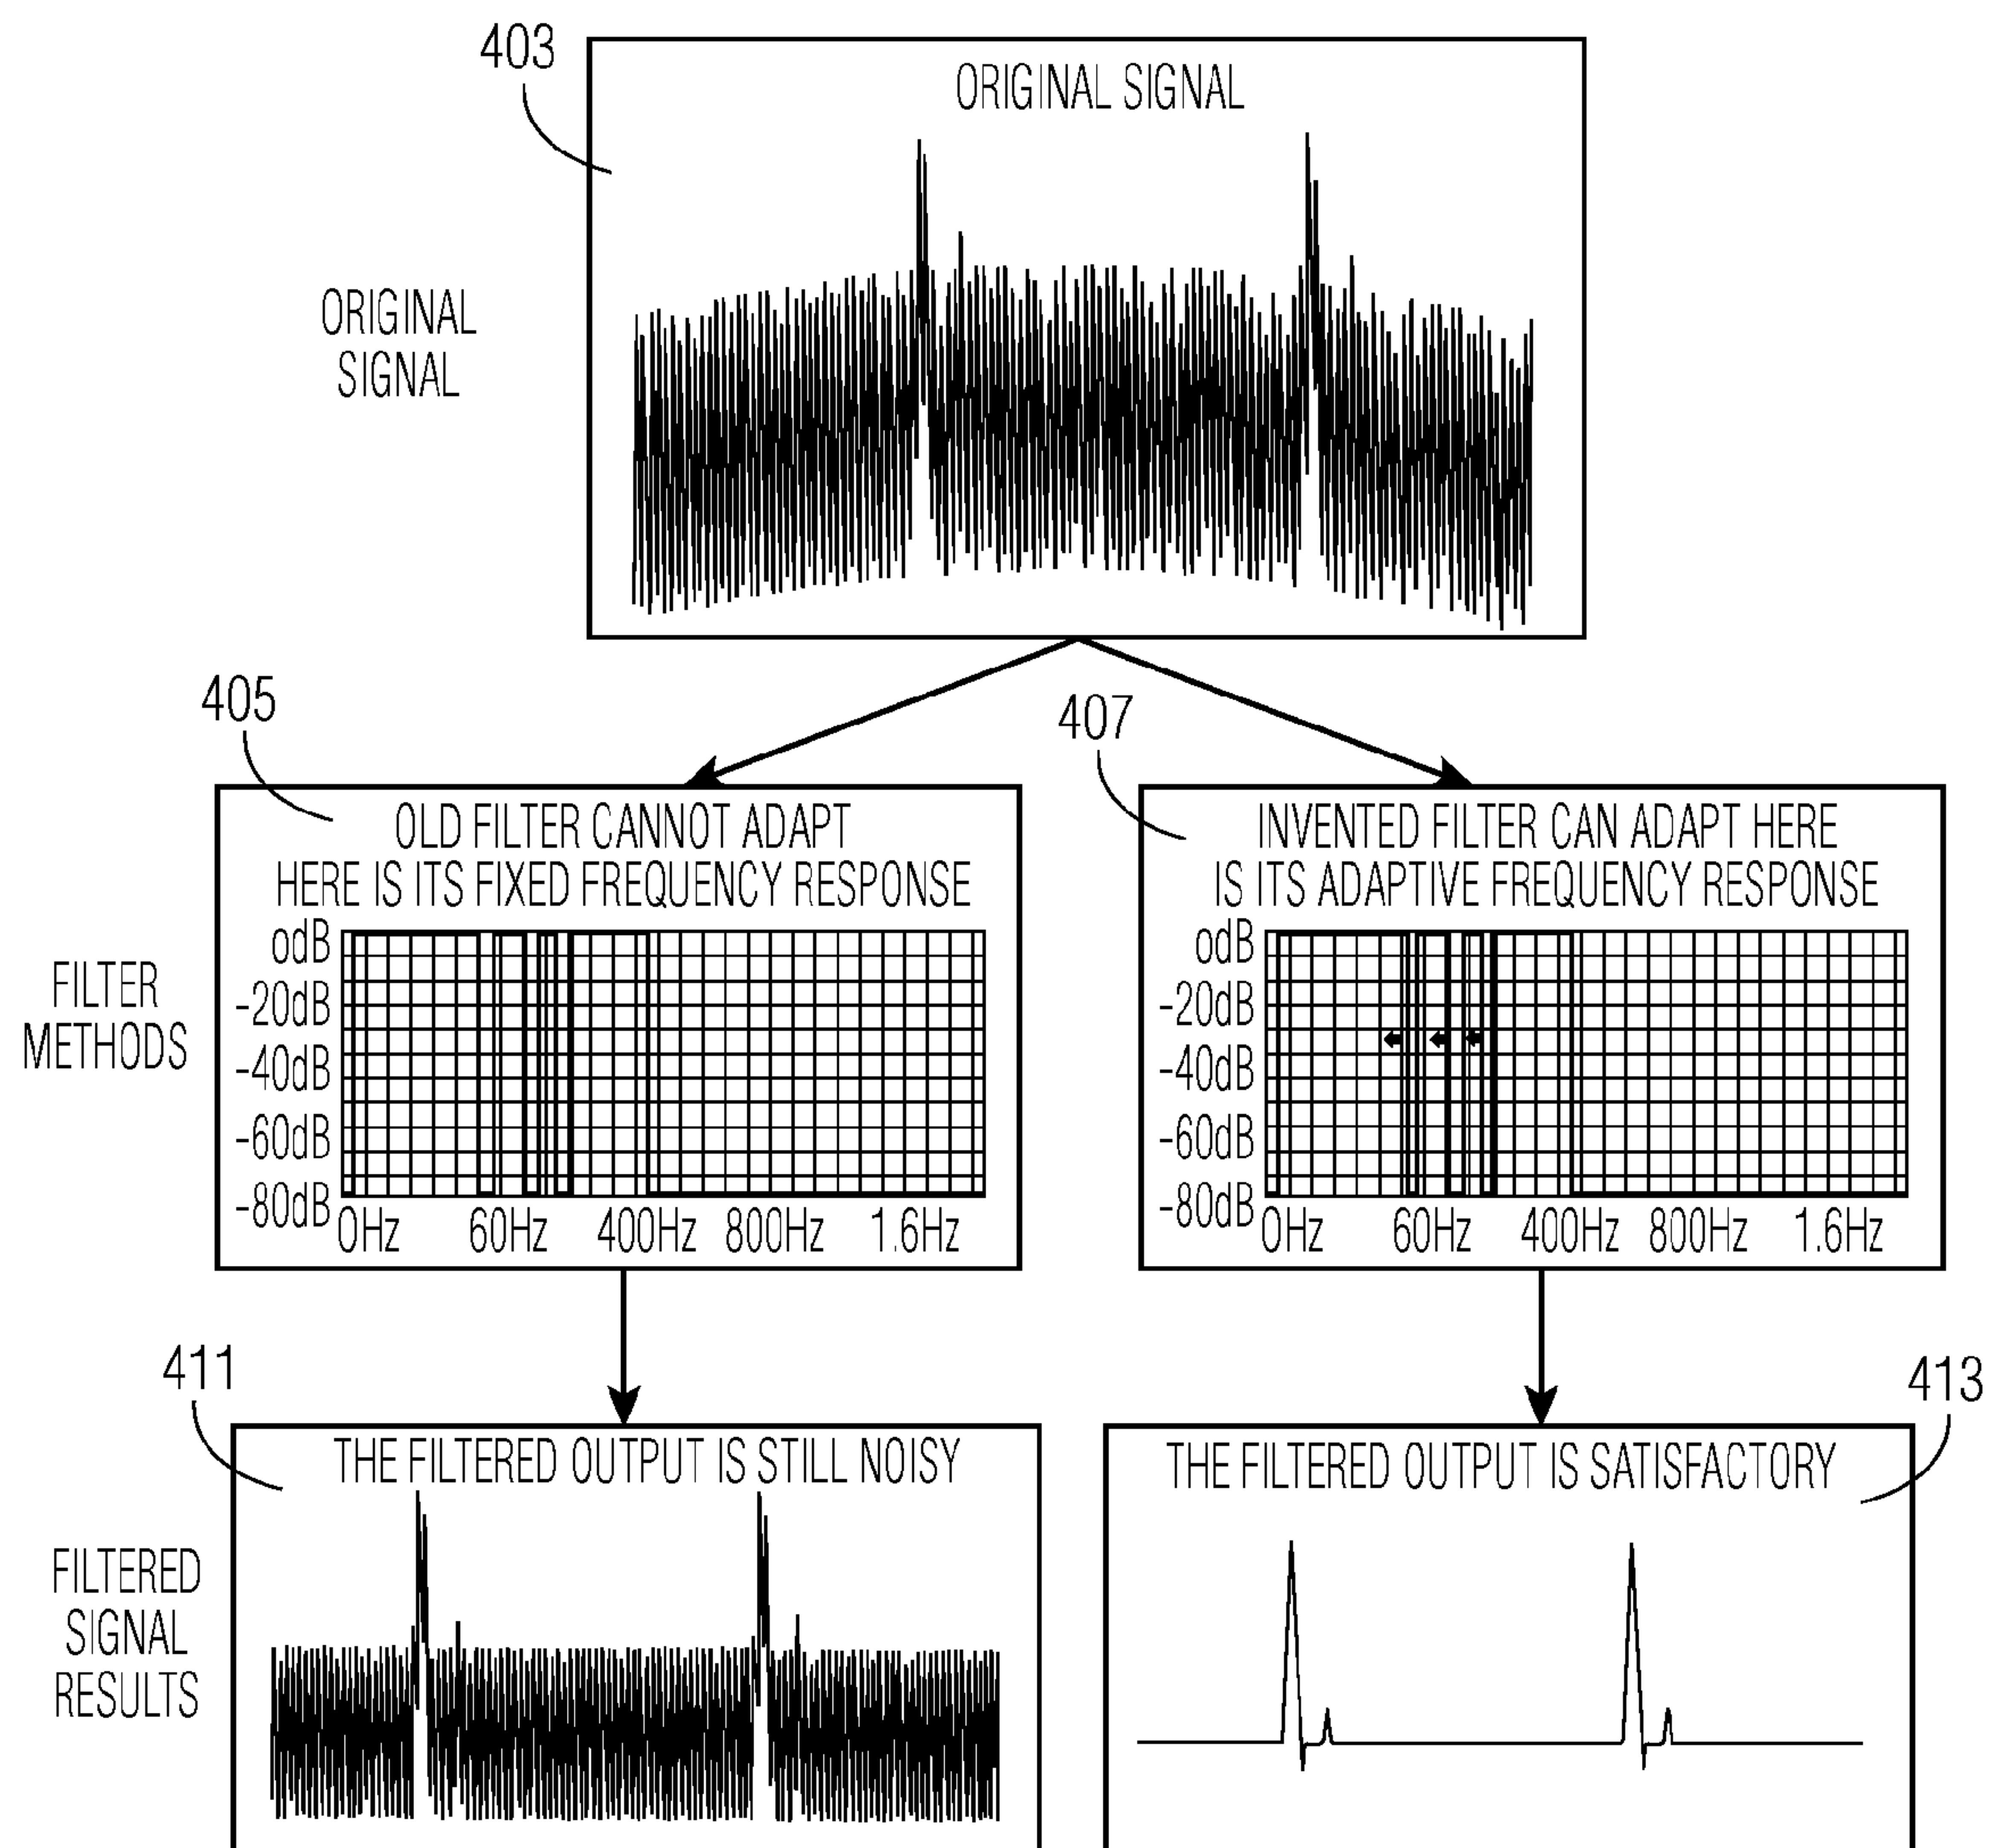 403
ORIGINAL SIGNAL
ORIGINAL
SIGNAL
405
407
OLD FILTER CANNOT ADAPT
HERE IS ITS FIXED FREQUENCY RESPONSE
odB
-20dB
-40dB
-60dB
-80dB
0Hz 60Hz 400Hz 800Hz 1.6Hz
INVENTED FILTER CAN ADAPT HERE
IS ITS ADAPTIVE FREQUENCY RESPONSE
odB
-20dB
-40dB
-60dB
-80dB
0Hz 60Hz 400Hz 800Hz 1.6Hz
FILTER
METHODS
411
413
THE FILTERED OUTPUT IS STILL NOISY
THE FILTERED OUTPUT IS SATISFACTORY
FILTERED
SIGNAL
RESULTS